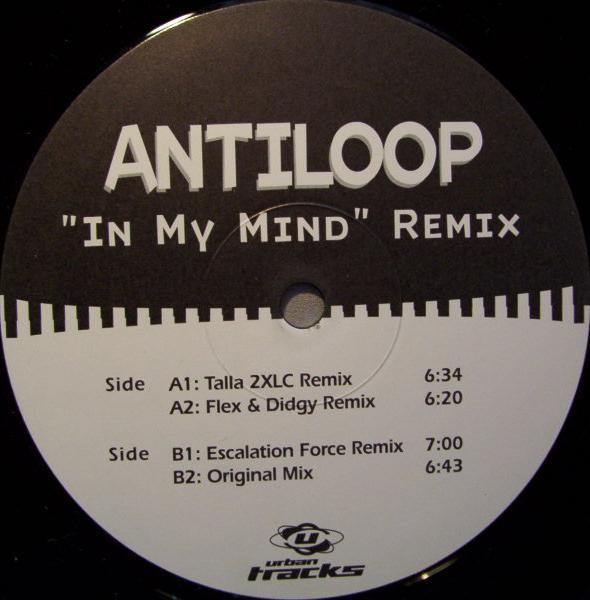 ANTILOOP
"IN MY MIND" REMIX
Side A1: Talla 2XLC Remix 6:34
A2: Flex & Didgy Remix 6:20
Side B1: Escalation Force Remix 7:00
B2: Original Mix 6:43
u
urban
tracks